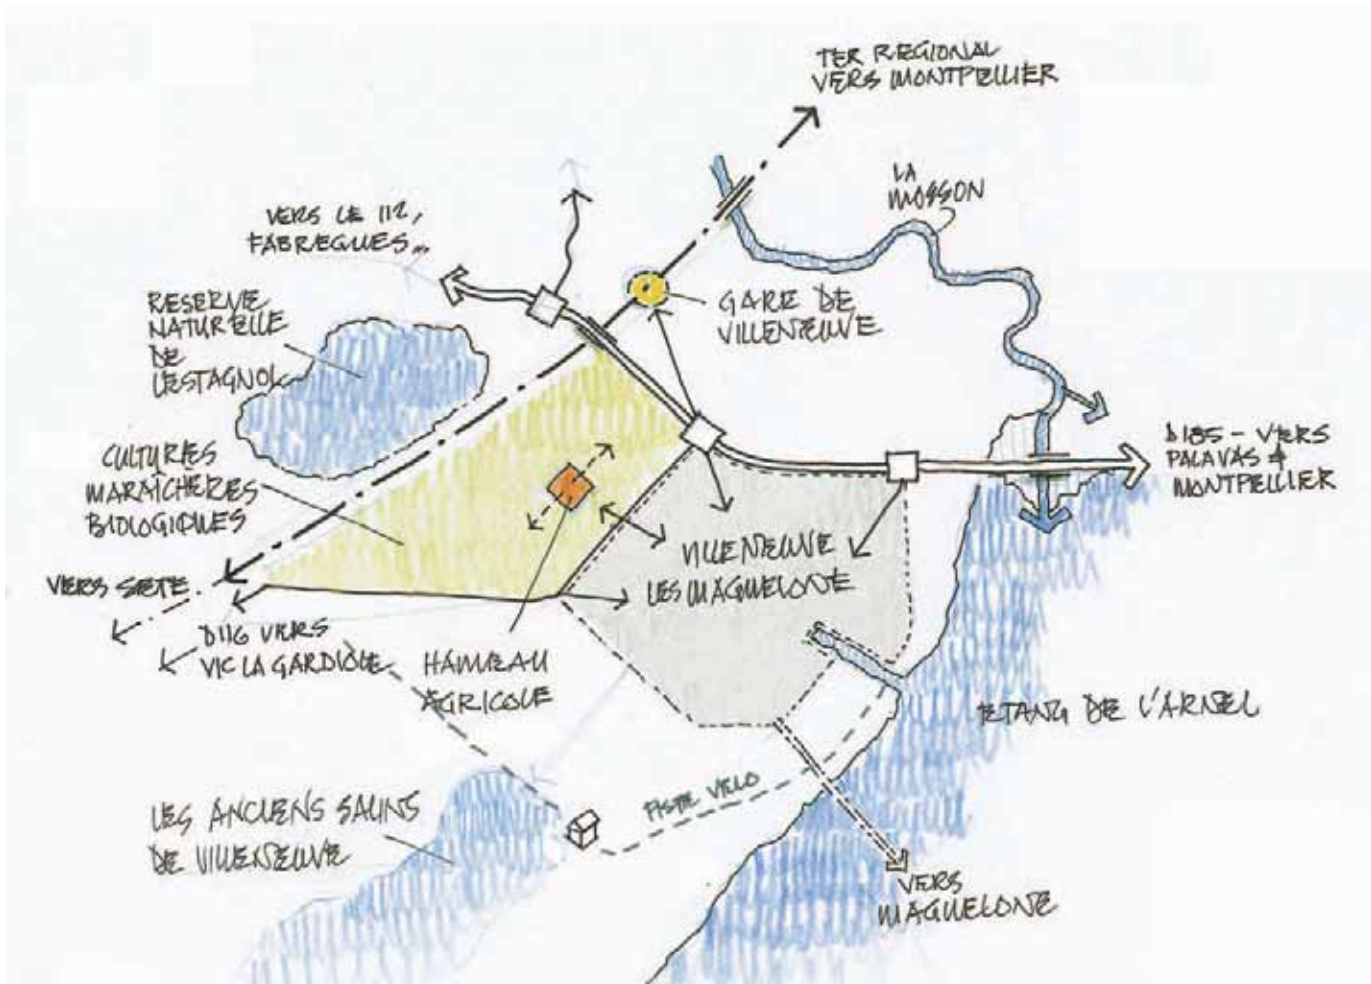 TER REGIONAL
VERS MONTPELLIER
LA
MOSSON
VERS LE 112,
FABREGUES...
RESERVE
NATURELLE
DE
L'ESTAGNOL
GARE DE
VILLENEUVE
CULTURES
MARAÎCHERES
BIOLOGIQUES
D185 - VERS
PALAVAS &
MONTPELLIER
VILLENEUVE
LES MAGUELONE
VERS SETE.
D116 VERS
VIC LA GARDIOLE
HAMEAU
AGRICOLE
ETANG DE L'ARNEL
PISTE VELO
LES ANCIENS SALINS
DE VILLENEUVE
VERS
MAGUELONE